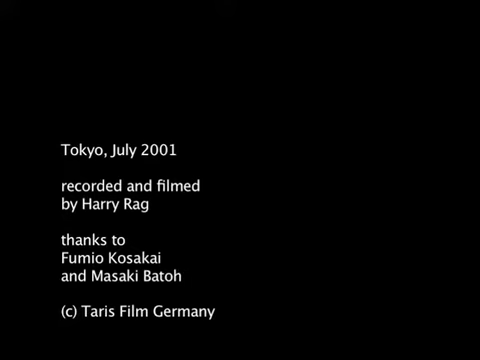 Tokyo, July 2001
recorded and filmed
by Harry Rag
thanks to
Fumio Kosakai
and Masaki Batoh
(c) Taris Film Germany